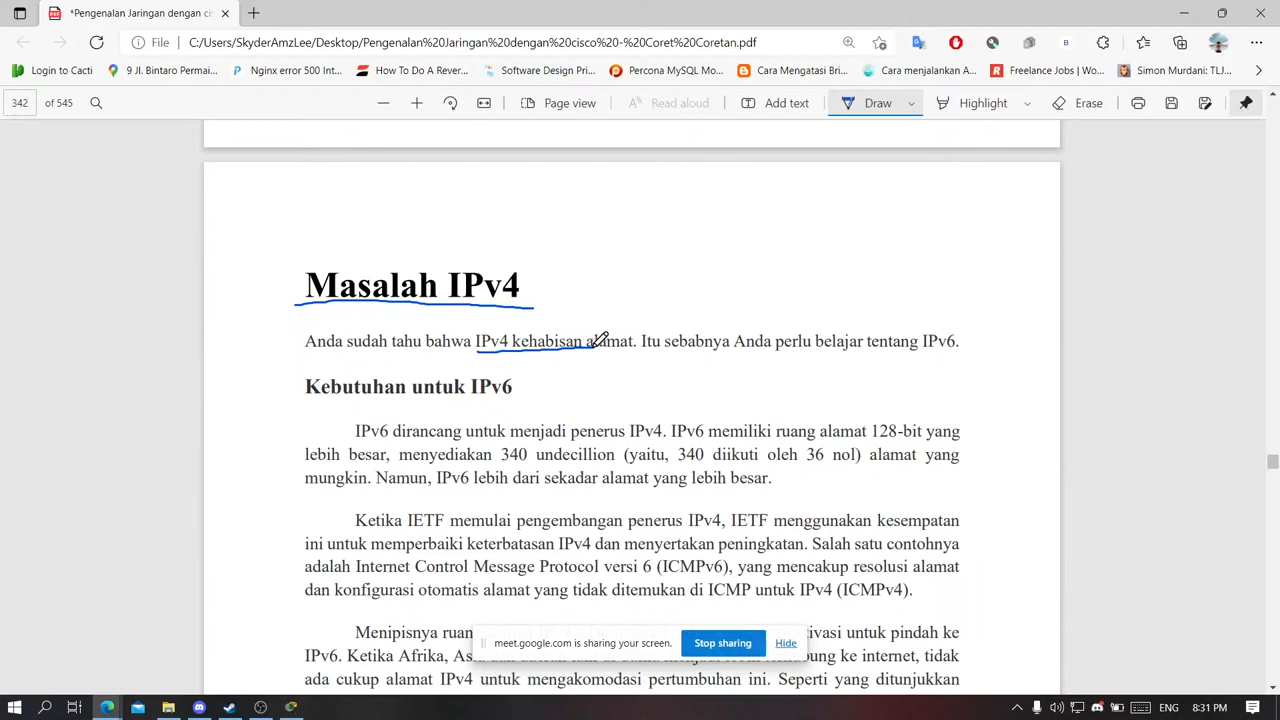 *Pengenalan Jaringan dengan cis
File
C:/Users/SkyderAmzLee/Desktop/Pengenalan%20Jaringan%20dengan%20cisco%20-%20Coret%20Coretan.pdf
Login to Cacti
9 Jl. Bintaro Permai...
Nginx error 500 Int...
How To Do A Rever...
Software Design Pri...
Percona MySQL Mo...
Cara Mengatasi Bri...
Cara menjalankan A...
Freelance Jobs | Wo...
Simon Murdani: TLJ...
342 of 545
Page view
Read aloud
Add text
Draw
Highlight
Erase
Masalah IPv4
Anda sudah tahu bahwa IPv4 kehabisan alamat. Itu sebabnya Anda perlu belajar tentang IPv6.
Kebutuhan untuk IPv6
IPv6 dirancang untuk menjadi penerus IPv4. IPv6 memiliki ruang alamat 128-bit yang
lebih besar, menyediakan 340 undecillion (yaitu, 340 diikuti oleh 36 nol) alamat yang
mungkin. Namun, IPv6 lebih dari sekadar alamat yang lebih besar.
Ketika IETF memulai pengembangan penerus IPv4, IETF menggunakan kesempatan
ini untuk memperbaiki keterbatasan IPv4 dan menyertakan peningkatan. Salah satu contohnya
adalah Internet Control Message Protocol versi 6 (ICMPv6), yang mencakup resolusi alamat
dan konfigurasi otomatis alamat yang tidak ditemukan di ICMP untuk IPv4 (ICMPv4).
Menipisnya ruan
ivasi untuk pindah ke
meet.google.com is sharing your screen.
Stop sharing
Hide
IPv6. Ketika Afrika,
ke internet, tidak
ada cukup alamat IPv4 untuk mengakomodasi pertumbuhan ini. Seperti yang ditunjukkan
ENG
8:31 PM